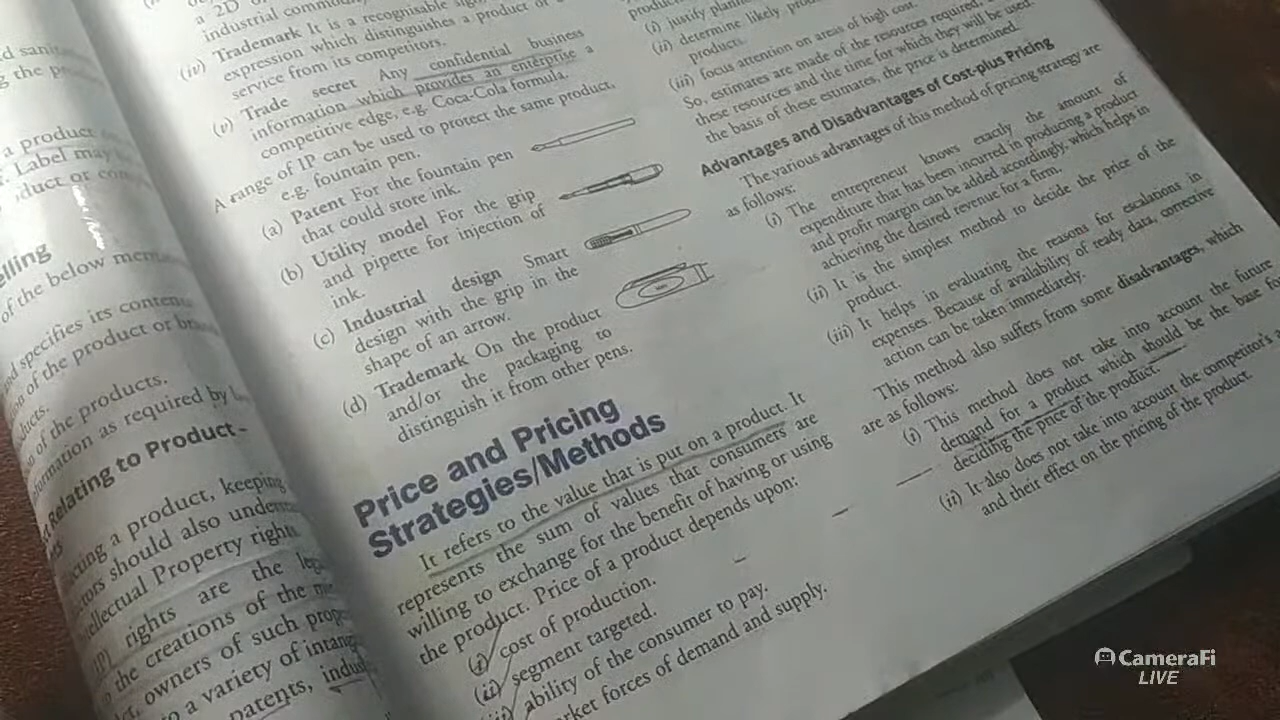 a 2D
industrial commodity
(iv) Trademark It is a recognisable
expression which distinguishes a product or
service from its competitors.
(v) Trade secret Any confidential business
information which provides an enterprise a
competitive edge, e.g. Coca-Cola formula.
A range of IP can be used to protect the same product,
e.g. fountain pen.
(a) Patent For the fountain pen
that could store ink.
(b) Utility model For the grip
and pipette for injection of
ink.
(c) Industrial design Smart
design with the grip in the
shape of an arrow.
(d) Trademark On the product
and/or the packaging to
distinguish it from other pens.
Price and Pricing
Strategies/Methods
It refers to the value that is put on a product. It
represents the sum of values that consumers are
willing to exchange for the benefit of having or using
the product. Price of a product depends upon:
(i) cost of production.
(ii) segment targeted.
(iii) ability of the consumer to pay.
forces of demand and supply.
(i) justify
(ii) determine likely
products.
(iii) focus attention on areas of high cost.
So, estimates are made of the resources required,
these resources and the time for which they will be used.
the basis of these estimates, the price is determined.
Advantages and Disadvantages of Cost-plus Pricing
The various advantages of this method of pricing strategy are
as follows:
(i) The entrepreneur knows exactly the amount of
expenditure that has been incurred in producing a product
and profit margin can be added accordingly, which helps in
achieving the desired revenue for a firm.
(ii) It is the simplest method to decide the price of the
product.
(iii) It helps in evaluating the reasons for escalations in
expenses. Because of availability of ready data, corrective
action can be taken immediately.
This method also suffers from some disadvantages, which
are as follows:
(i) This method does not take into account the future
demand for a product which should be the base for
deciding the price of the product.
(ii) It also does not take into account the competitor's
and their effect on the pricing of the product
a product
Label may
of the below
specifies its contents
of the product or
of the products.
as required by
Relating to Product
a product, keeping
should also
Intellectual Property rights
rights are the
the creations of the
owners of such
to a variety of
patents,
CameraFi
LIVE